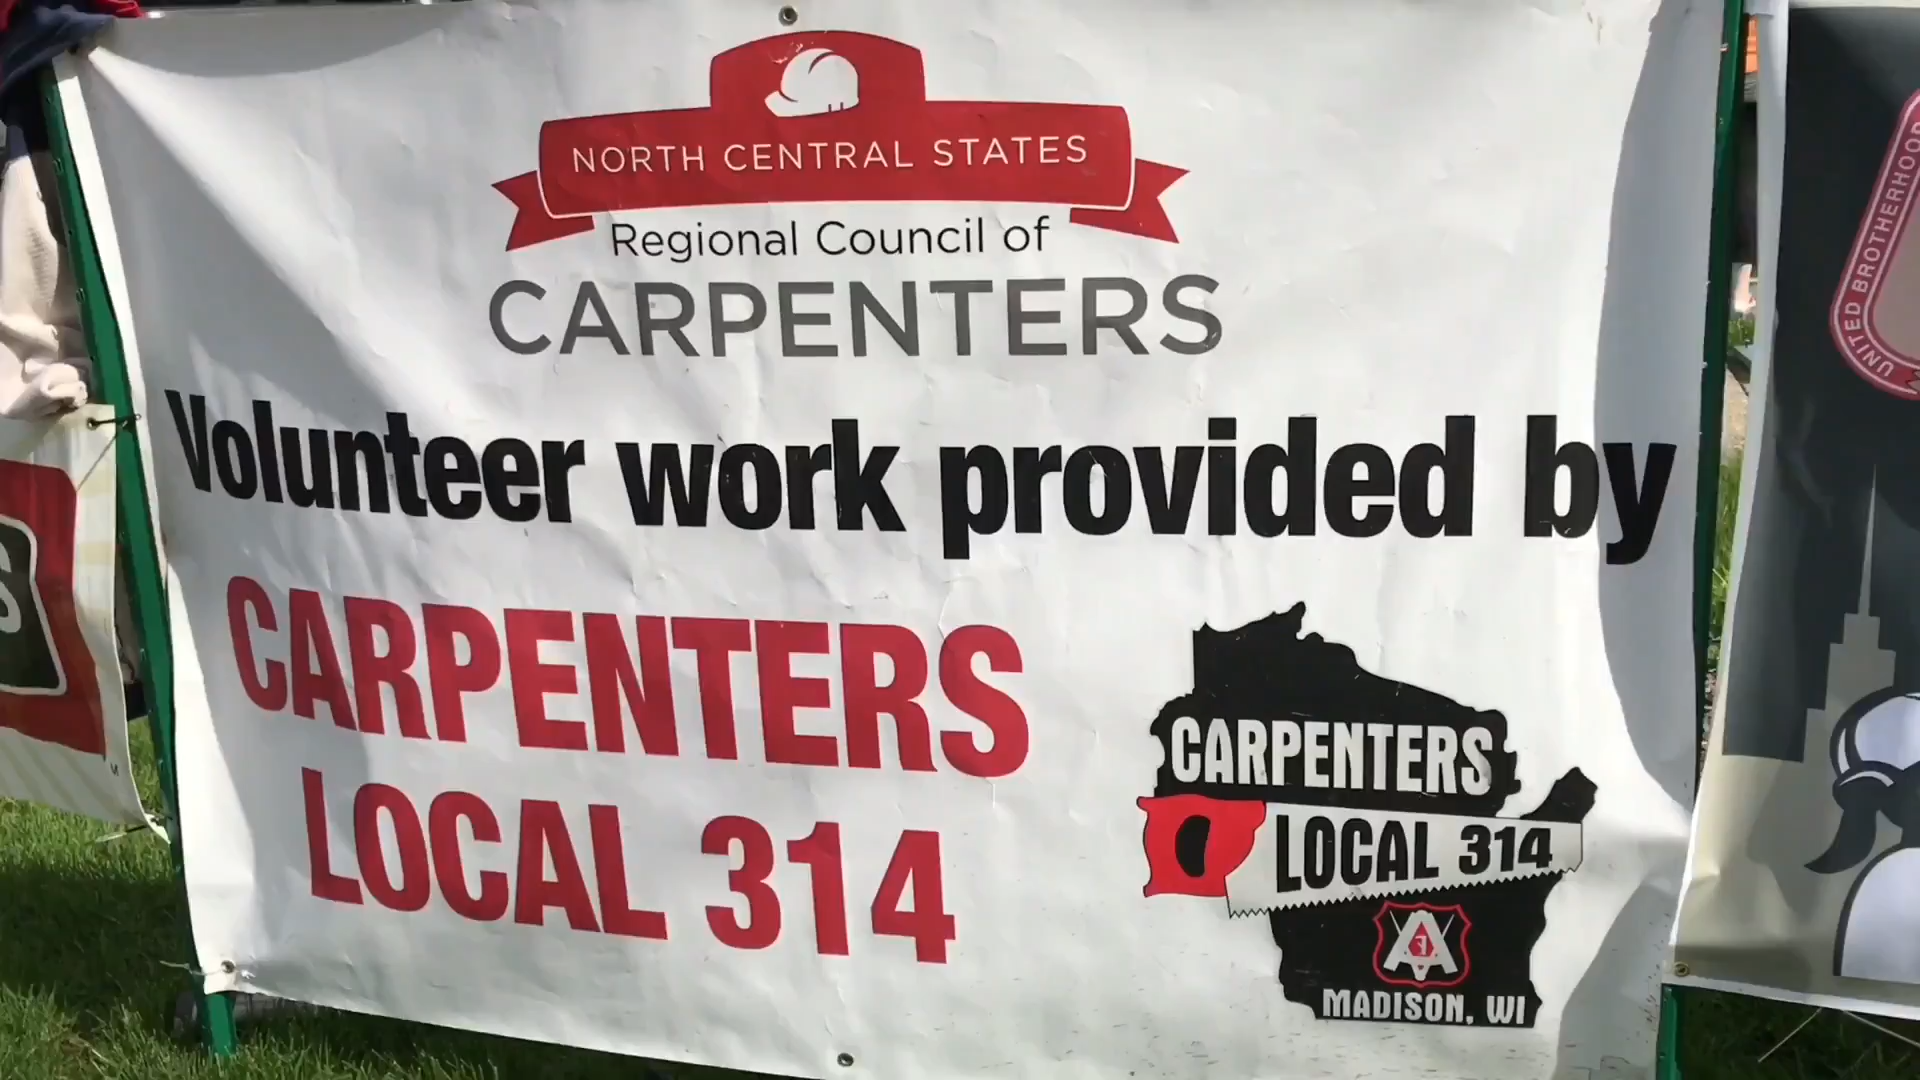 NORTH CENTRAL STATES
Regional Council of
CARPENTERS
Volunteer work provided by
CARPENTERS
LOCAL 314
CARPENTERS
LOCAL 314
MADISON, WI
UNITED BROTHERHOOD